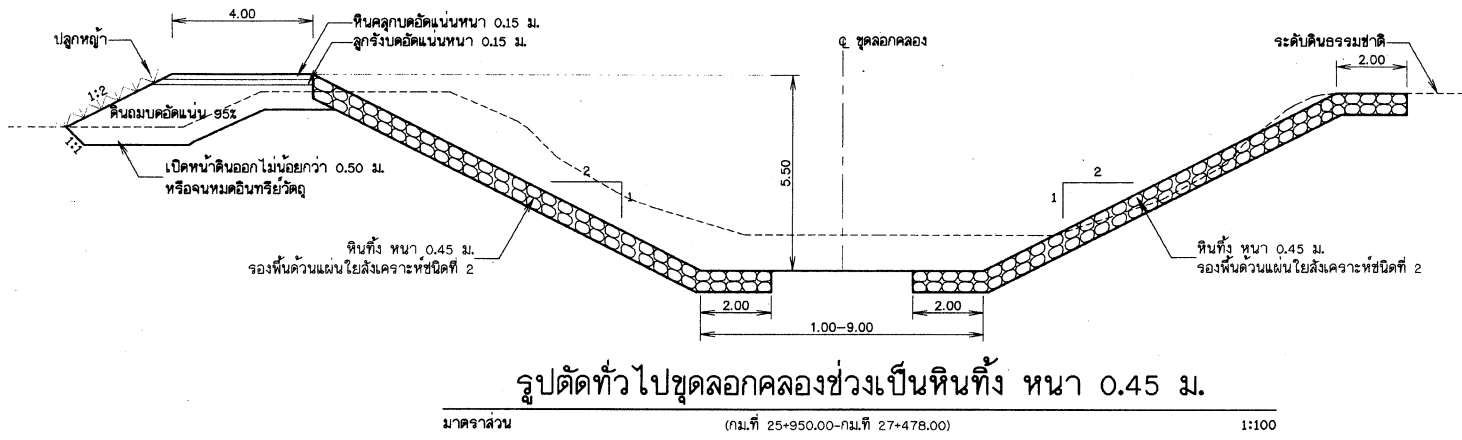 4.00
หินคลุกบดอัดแน่นหนา 0.15 ม.
ลูกรังบดอัดแน่นหนา 0.15 ม.
ปลูกหญ้า
℄ ขุดลอกคลอง
ระดับดินธรรมชาติ
2.00
1:2
ดินถมบดอัดแน่น 95%
1:1
เปิดหน้าดินออกไม่น้อยกว่า 0.50 ม.
หรือจนหมดอินทรีย์วัตถุ
5.50
2
1
2
1
หินทิ้ง หนา 0.45 ม.
รองพื้นด้วนแผ่นใยสังเคราะห์ชนิดที่ 2
หินทิ้ง หนา 0.45 ม.
รองพื้นด้วนแผ่นใยสังเคราะห์ชนิดที่ 2
2.00
2.00
1.00-9.00
รูปตัดทั่วไปขุดลอกคลองช่วงเป็นหินทิ้ง หนา 0.45 ม.
มาตราส่วน (กม.ที่ 25+950.00-กม.ที่ 27+478.00) 1:100